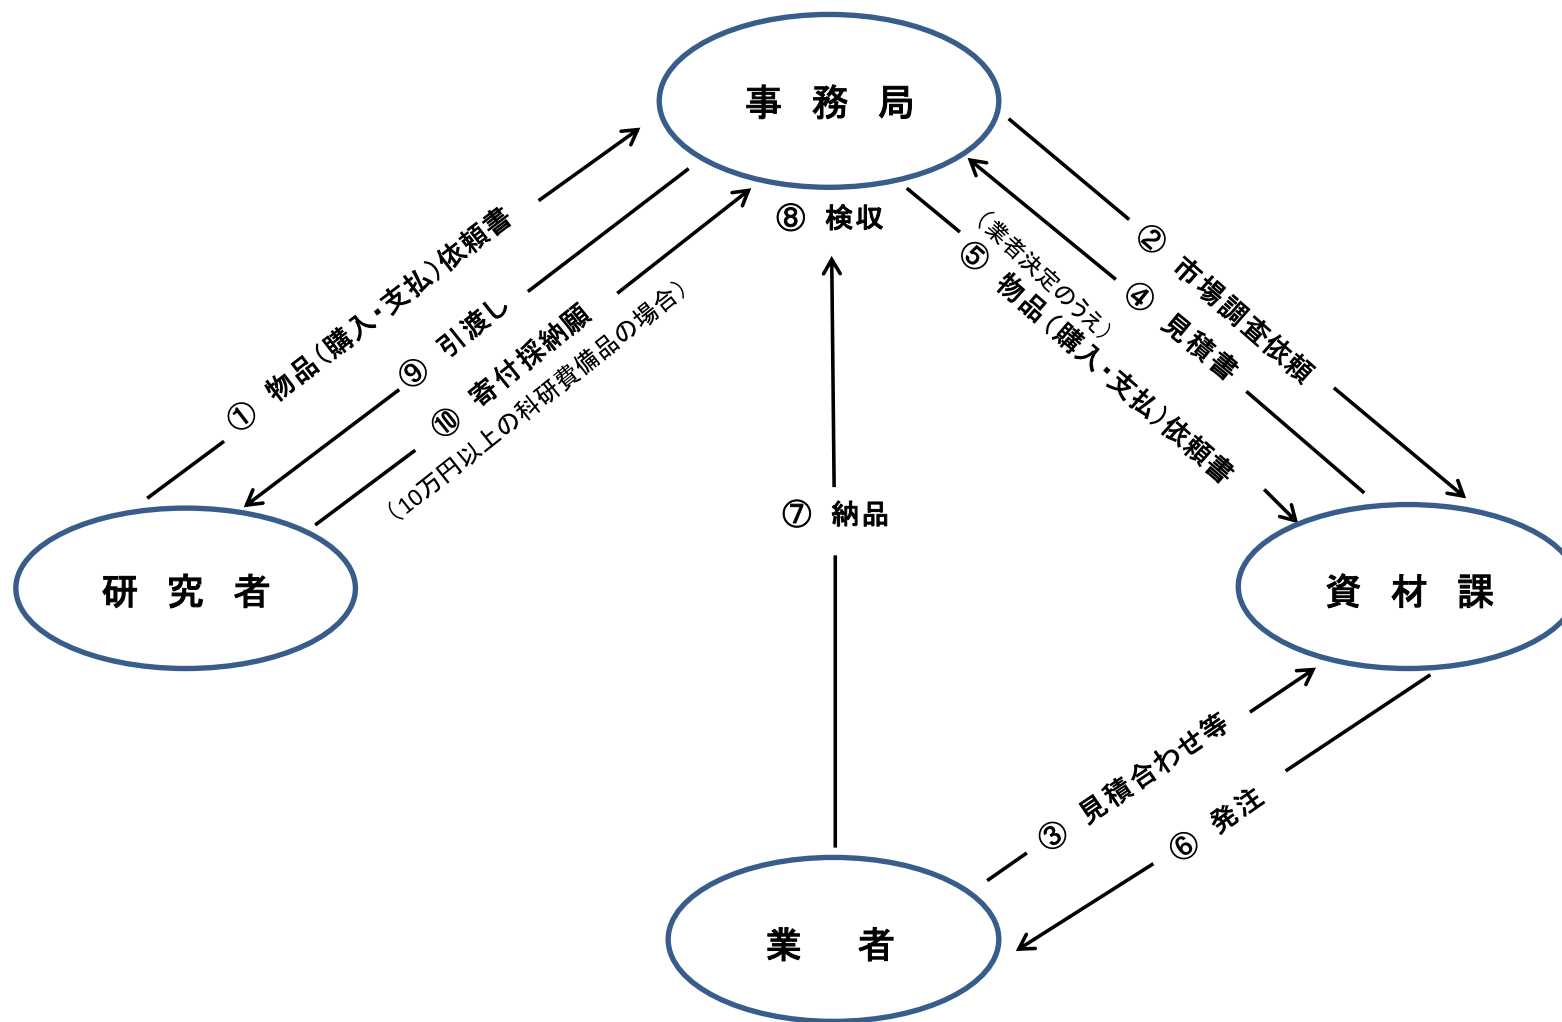 事 務 局
⑧ 検収
① 物品(購入・支払)依頼書
⑨ 引渡し
⑩ 寄付採納願
(10万円以上の科研費備品の場合)
② 市場調査依頼
④ 見積書
(業者決定のうえ)
⑤ 物品(購入・支払)依頼書
⑦ 納品
研 究 者
資 材 課
③ 見積合わせ等
⑥ 発注
業 者